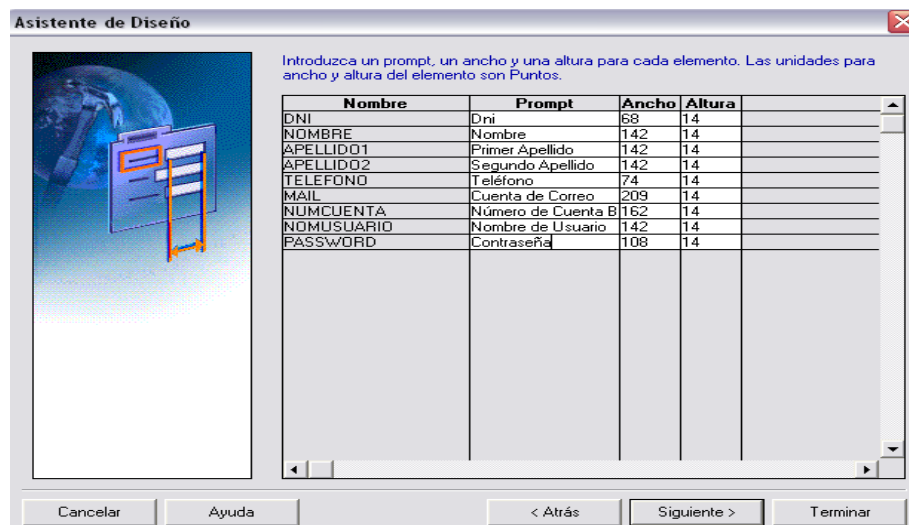 Asistente de Diseño
Introduzca un prompt, un ancho y una altura para cada elemento. Las unidades para
ancho y altura del elemento son Puntos.
Nombre Prompt Ancho Altura
DNI Dni 68 14
NOMBRE Nombre 142 14
APELLIDO1 Primer Apellido 142 14
APELLIDO2 Segundo Apellido 142 14
TELEFONO Teléfono 74 14
MAIL Cuenta de Correo 209 14
NUMCUENTA Número de Cuenta B 162 14
NOMUSUARIO Nombre de Usuario 142 14
PASSWORD Contraseña 108 14
Cancelar Ayuda < Atrás Siguiente > Terminar